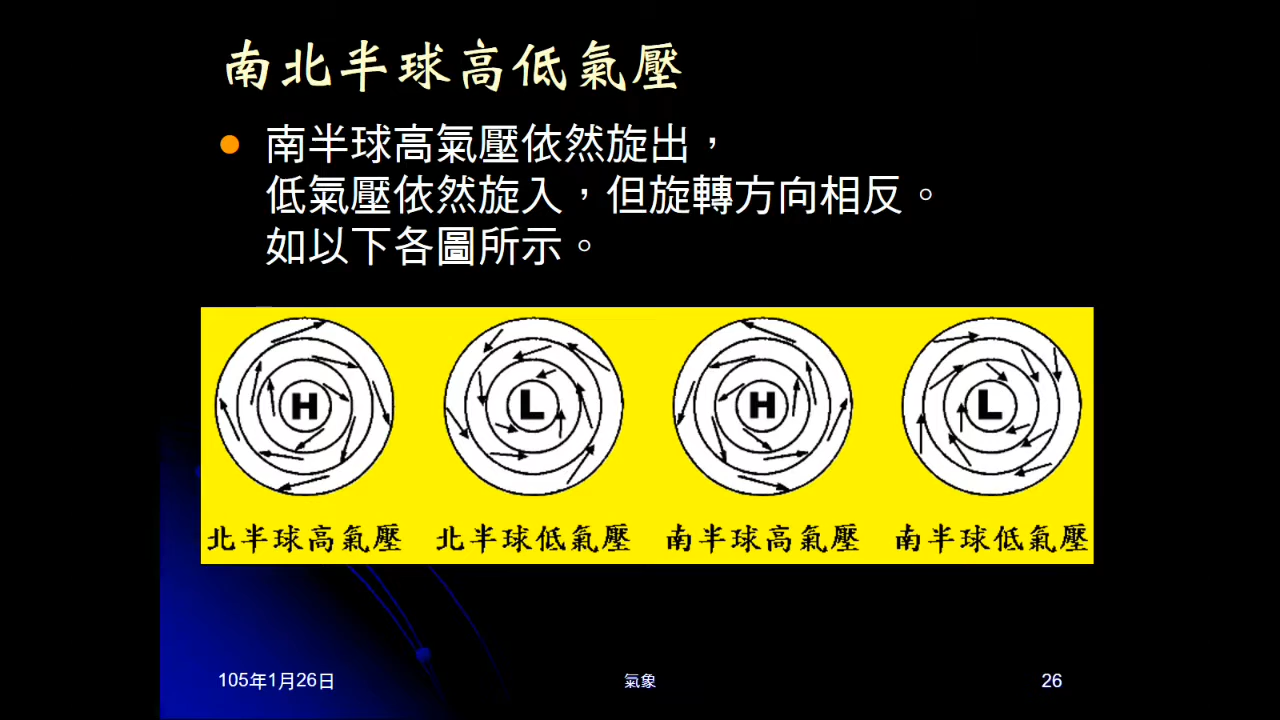 南北半球高低氣壓
南半球高氣壓依然旋出，
低氣壓依然旋入，但旋轉方向相反。
如以下各圖所示。
H
L
H
L
北半球高氣壓
北半球低氣壓
南半球高氣壓
南半球低氣壓
105年1月26日
氣象
26